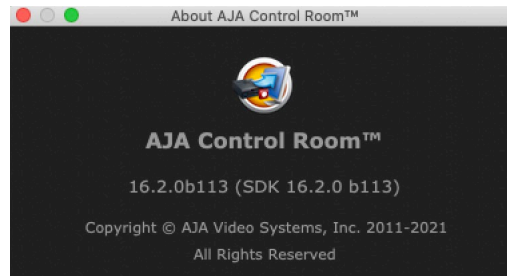 About AJA Control Room™
AJA Control Room™
16.2.0b113 (SDK 16.2.0 b113)
Copyright © AJA Video Systems, Inc. 2011-2021
All Rights Reserved